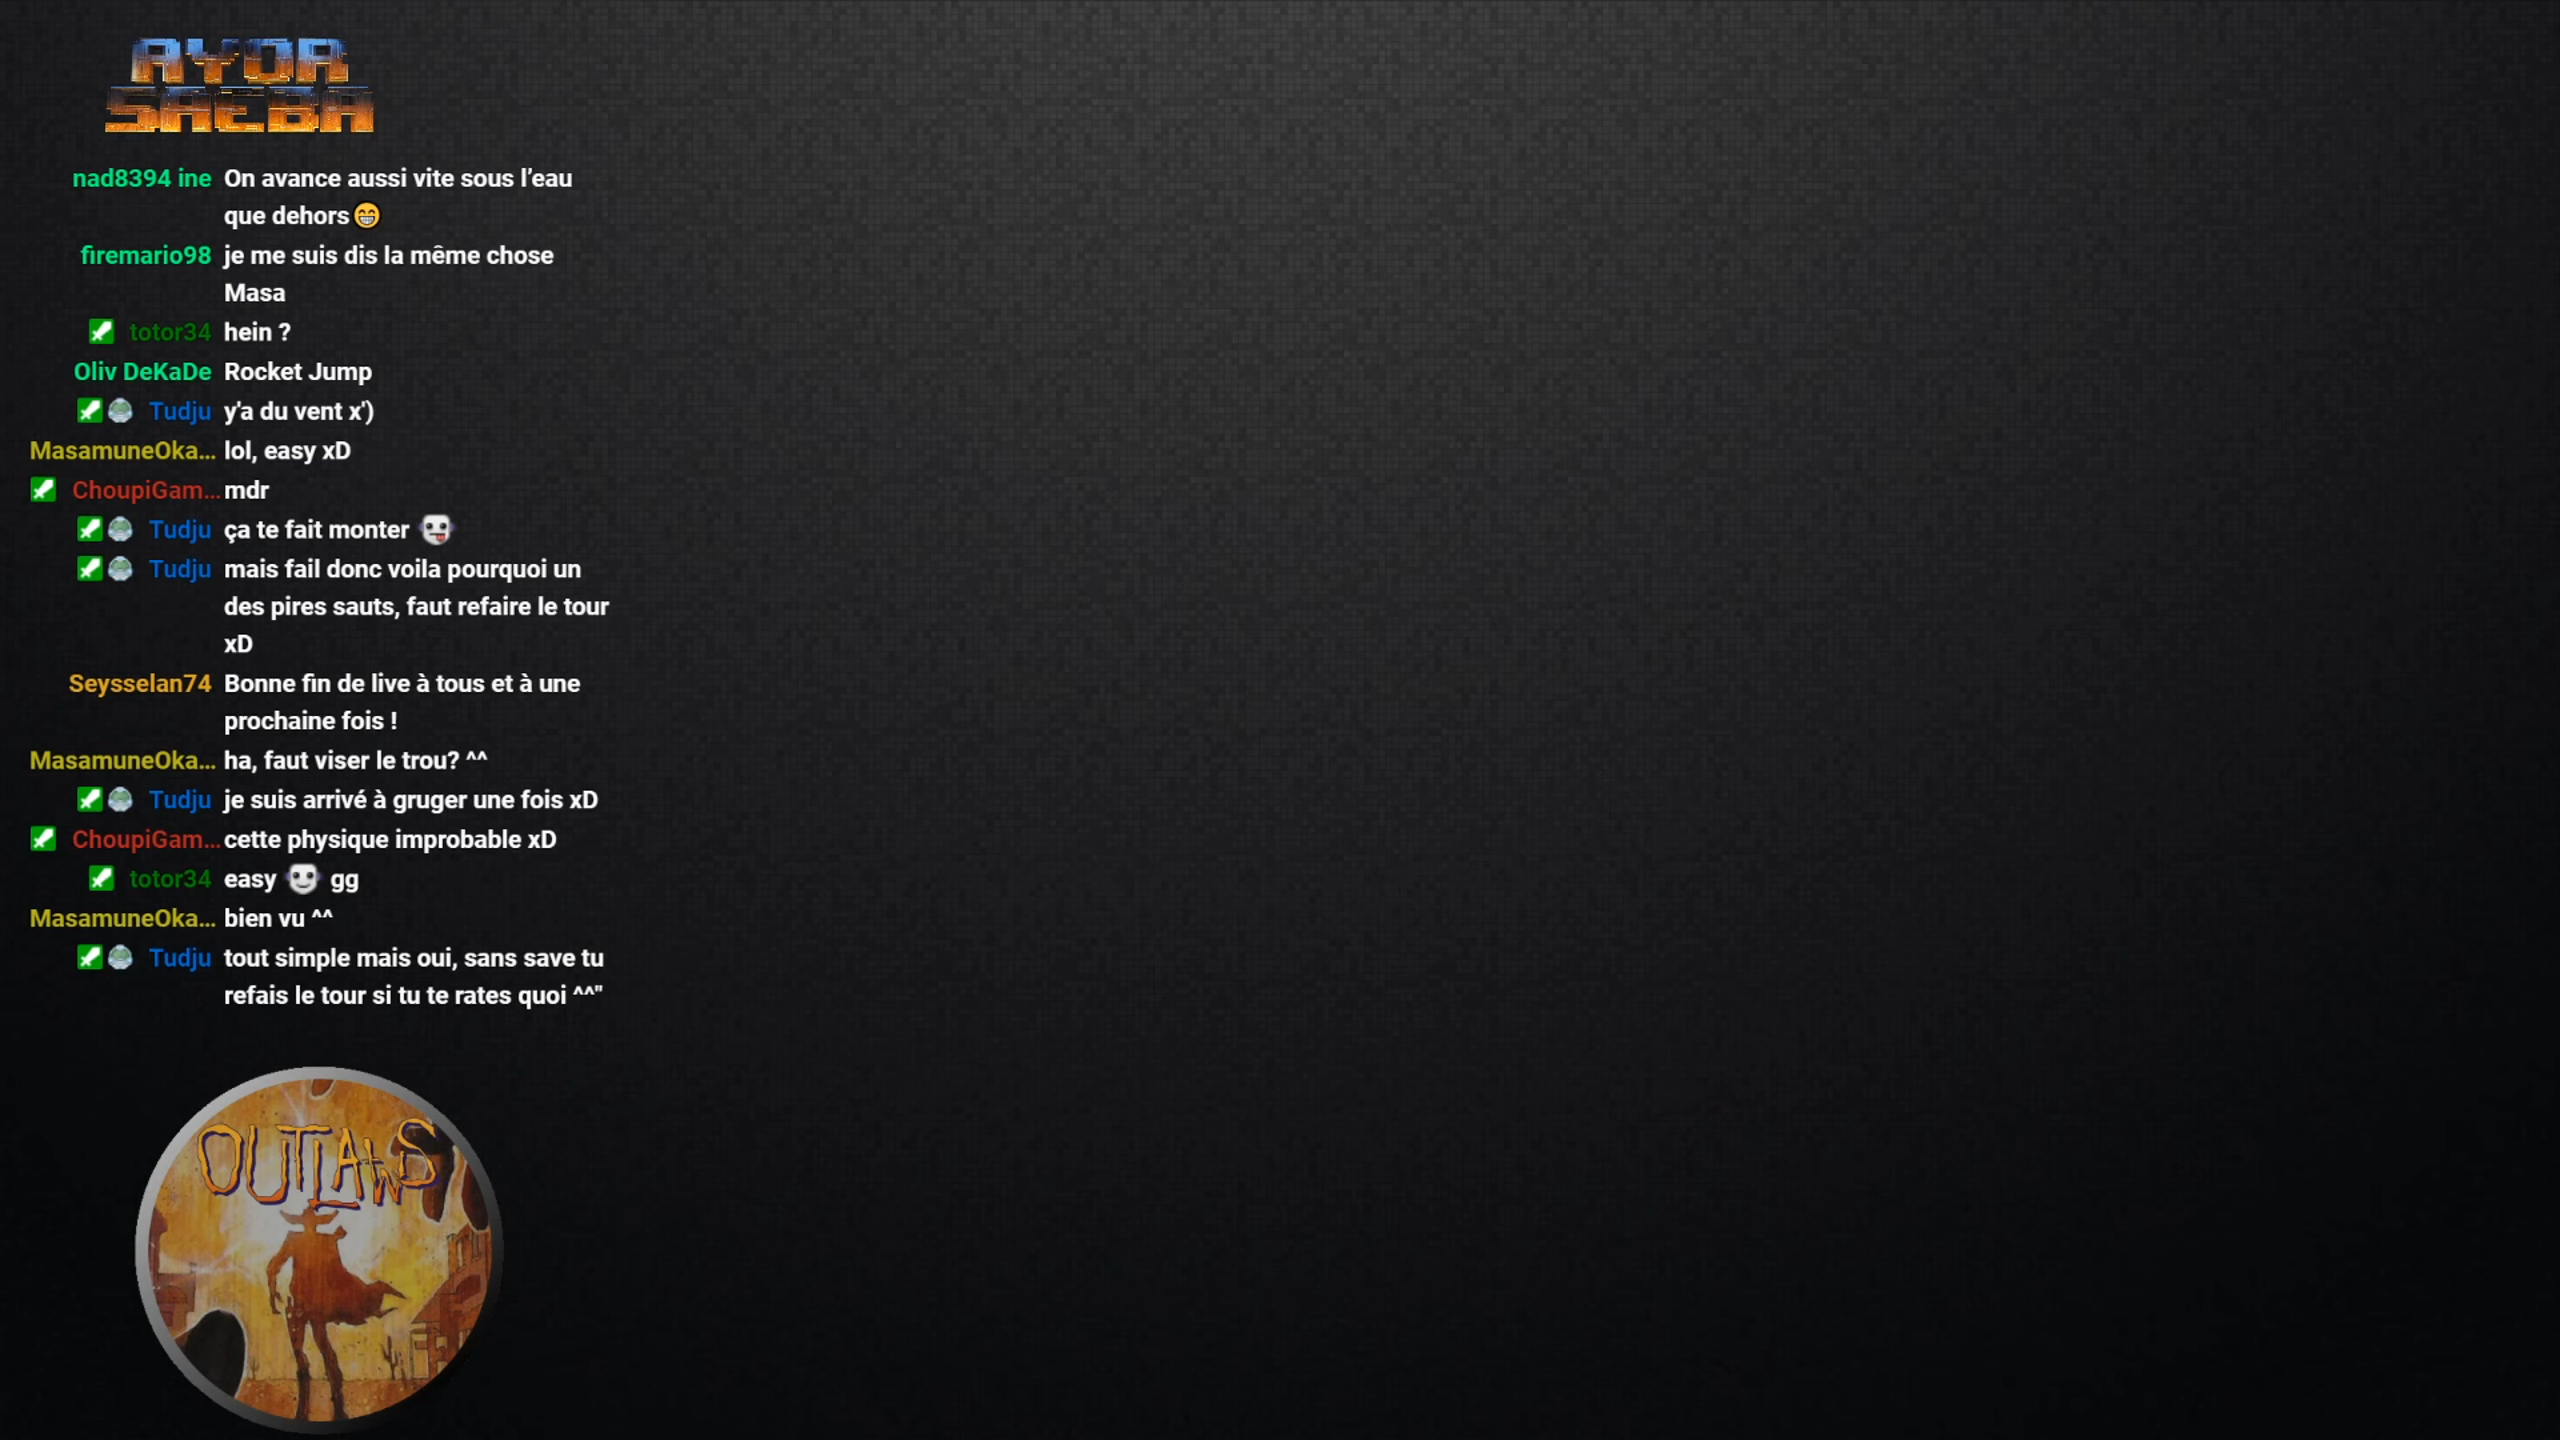 AYOR
SAEBA
nad8394 ine On avance aussi vite sous l’eau
que dehors😁
firemario98 je me suis dis la même chose
Masa
totor34 hein ?
Oliv DeKaDe Rocket Jump
Tudju y'a du vent x')
MasamuneOka... lol, easy xD
ChoupiGam... mdr
Tudju ça te fait monter
Tudju mais fail donc voila pourquoi un
des pires sauts, faut refaire le tour
xD
Seysselan74 Bonne fin de live à tous et à une
prochaine fois !
MasamuneOka... ha, faut viser le trou? ^^
Tudju je suis arrivé à gruger une fois xD
ChoupiGam... cette physique improbable xD
totor34 easy gg
MasamuneOka... bien vu ^^
Tudju tout simple mais oui, sans save tu
refais le tour si tu te rates quoi ^^"
OUTLAWS